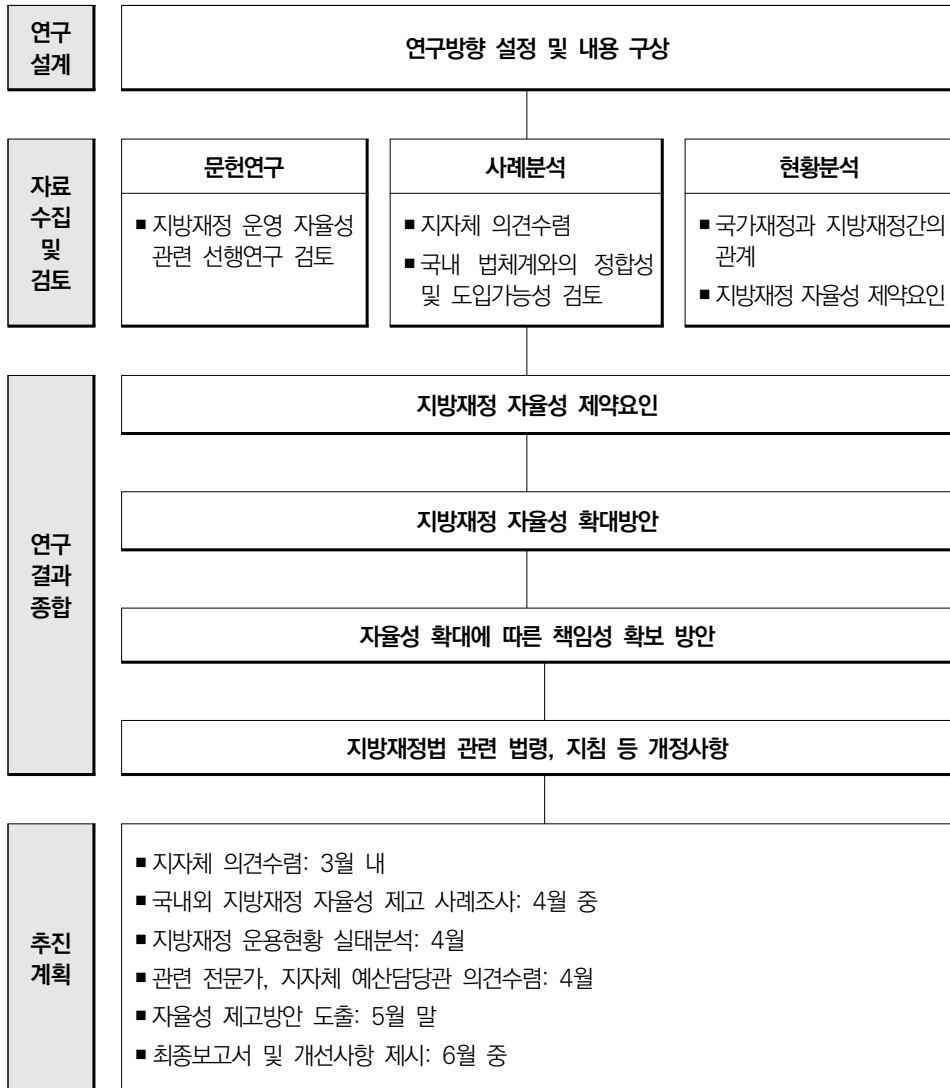 연구
설계
연구방향 설정 및 내용 구상
자료
수집
및
검토
문헌연구
■ 지방재정 운영 자율성
관련 선행연구 검토
사례분석
■ 지자체 의견수렴
■ 국내 법체계와의 정합성
및 도입가능성 검토
현황분석
■ 국가재정과 지방재정간의
관계
■ 지방재정 자율성 제약요인
연구
결과
종합
지방재정 자율성 제약요인
지방재정 자율성 확대방안
자율성 확대에 따른 책임성 확보 방안
지방재정법 관련 법령, 지침 등 개정사항
추진
계획
■ 지자체 의견수렴: 3월 내
■ 국내외 지방재정 자율성 제고 사례조사: 4월 중
■ 지방재정 운용현황 실태분석: 4월
■ 관련 전문가, 지자체 예산담당관 의견수렴: 4월
■ 자율성 제고방안 도출: 5월 말
■ 최종보고서 및 개선사항 제시: 6월 중